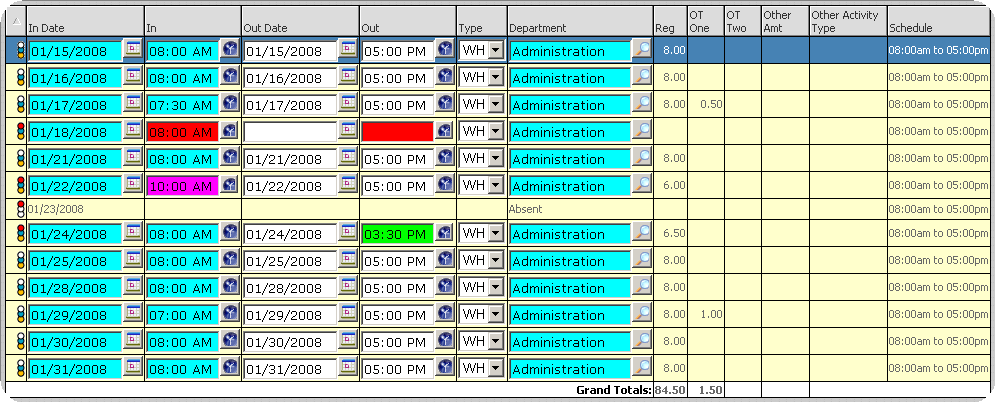 In Date In Out Date Out Type Department Reg OT One OT Two Other Amt Other Activity Type Schedule
01/15/2008 08:00 AM 01/15/2008 05:00 PM WH Administration 8.00 08:00am to 05:00pm
01/16/2008 08:00 AM 01/16/2008 05:00 PM WH Administration 8.00 08:00am to 05:00pm
01/17/2008 07:30 AM 01/17/2008 05:00 PM WH Administration 8.00 0.50 08:00am to 05:00pm
01/18/2008 08:00 AM WH Administration 08:00am to 05:00pm
01/21/2008 08:00 AM 01/21/2008 05:00 PM WH Administration 8.00 08:00am to 05:00pm
01/22/2008 10:00 AM 01/22/2008 05:00 PM WH Administration 6.00 08:00am to 05:00pm
01/23/2008 Absent 08:00am to 05:00pm
01/24/2008 08:00 AM 01/24/2008 03:30 PM WH Administration 6.50 08:00am to 05:00pm
01/25/2008 08:00 AM 01/25/2008 05:00 PM WH Administration 8.00 08:00am to 05:00pm
01/28/2008 08:00 AM 01/28/2008 05:00 PM WH Administration 8.00 08:00am to 05:00pm
01/29/2008 07:00 AM 01/29/2008 05:00 PM WH Administration 8.00 1.00 08:00am to 05:00pm
01/30/2008 08:00 AM 01/30/2008 05:00 PM WH Administration 8.00 08:00am to 05:00pm
01/31/2008 08:00 AM 01/31/2008 05:00 PM WH Administration 8.00 08:00am to 05:00pm
Grand Totals: 84.50 1.50